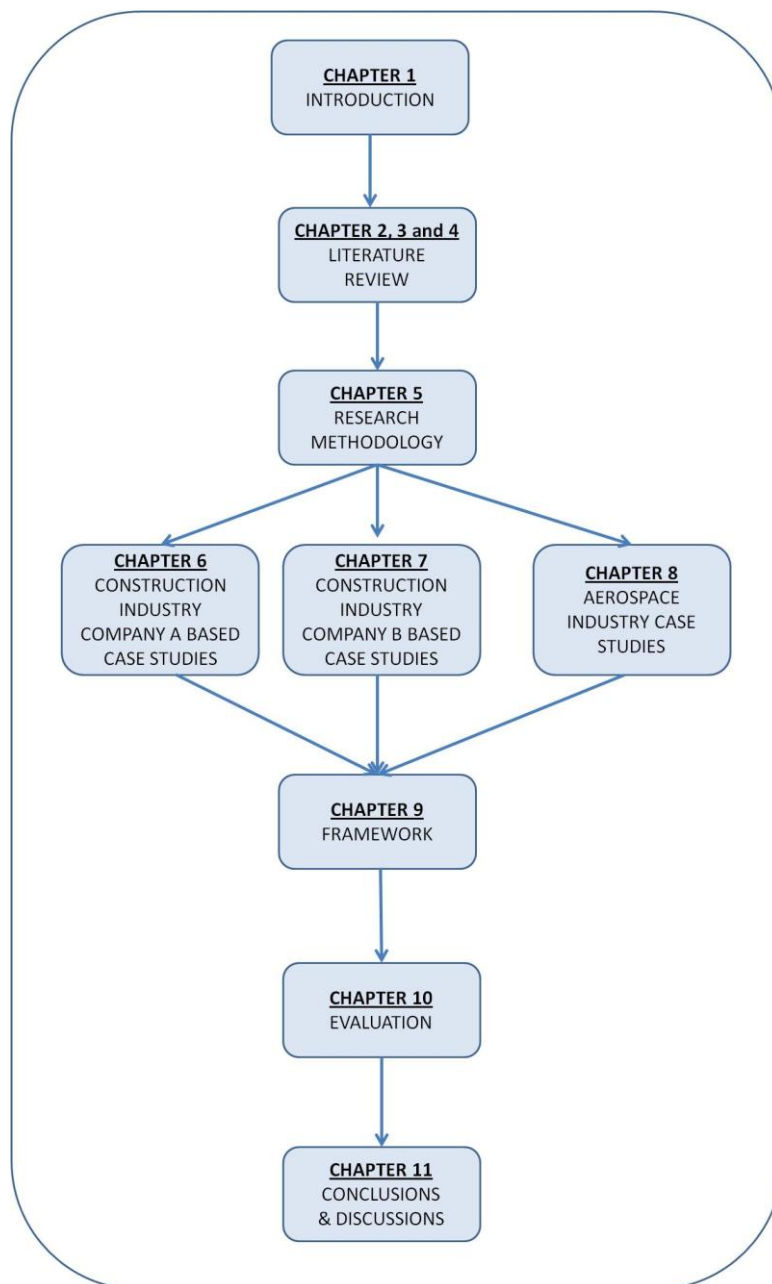 CHAPTER 1
INTRODUCTION
CHAPTER 2, 3 and 4
LITERATURE
REVIEW
CHAPTER 5
RESEARCH
METHODOLOGY
CHAPTER 6
CONSTRUCTION
INDUSTRY
COMPANY A BASED
CASE STUDIES
CHAPTER 7
CONSTRUCTION
INDUSTRY
COMPANY B BASED
CASE STUDIES
CHAPTER 8
AEROSPACE
INDUSTRY CASE
STUDIES
CHAPTER 9
FRAMEWORK
CHAPTER 10
EVALUATION
CHAPTER 11
CONCLUSIONS
& DISCUSSIONS